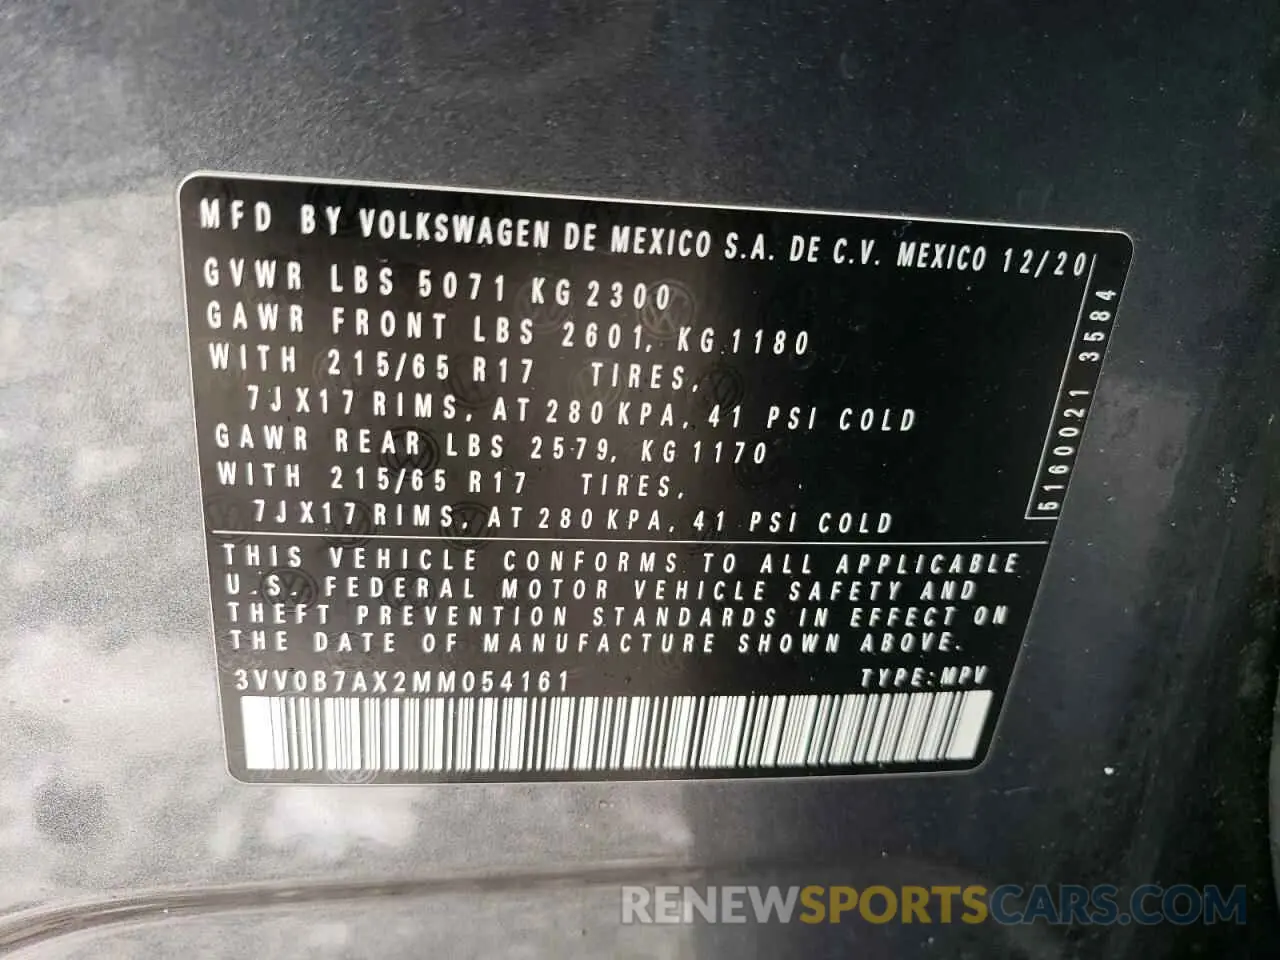 MFD BY VOLKSWAGEN DE MEXICO S.A. DE C.V. MEXICO 12/20
GVWR LBS 5071 KG 2300
GAWR FRONT LBS 2601, KG 1180
WITH 215/65 R17 TIRES,
7JX17 RIMS, AT 280 KPA, 41 PSI COLD
GAWR REAR LBS 2579, KG 1170
WITH 215/65 R17 TIRES,
7JX17 RIMS, AT 280 KPA, 41 PSI COLD
5160021 3584
THIS VEHICLE CONFORMS TO ALL APPLICABLE
U.S. FEDERAL MOTOR VEHICLE SAFETY AND
THEFT PREVENTION STANDARDS IN EFFECT ON
THE DATE OF MANUFACTURE SHOWN ABOVE.
3VV0B7AX2MM054161 TYPE:MPV
RENEWSPORTSCARS.COM